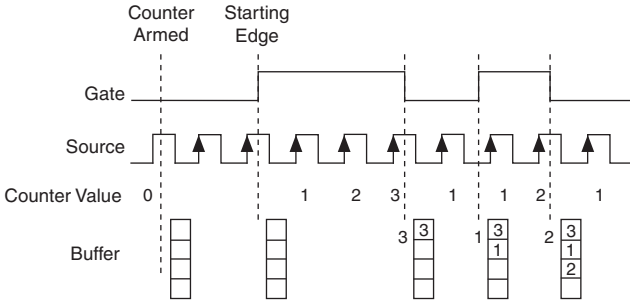 Counter Armed
Starting Edge
Gate
Source
Counter Value 0 1 2 3 1 1 2 1
Buffer
3 3
1 3
1
2 3
1
2